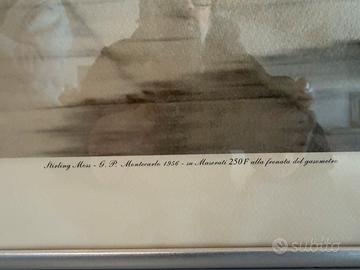 Stirling Moss - G. P. Montecarlo 1956 - su Maserati 250F alla frenata del gasometro
subito